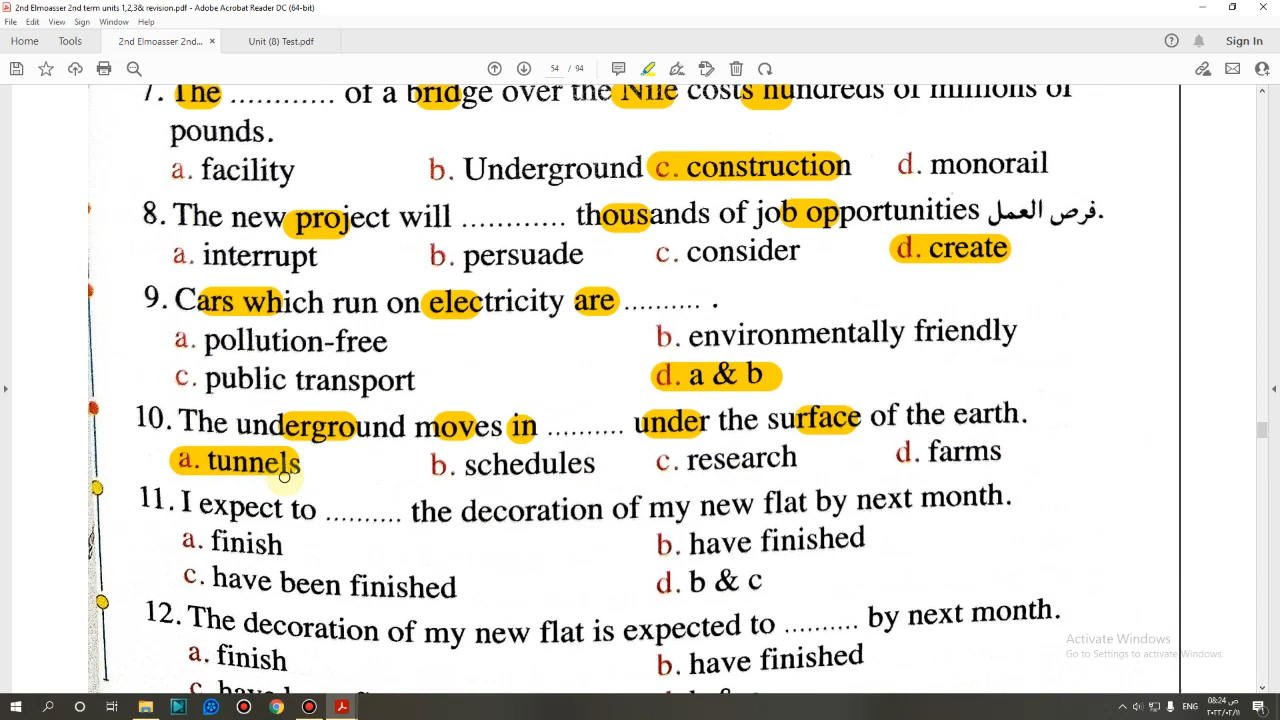 2nd Elmoasser 2nd term units 1,2,3& revision.pdf - Adobe Acrobat Reader DC (64-bit)
File Edit View Sign Window Help
Home Tools 2nd Elmoasser 2nd... × Unit (8) Test.pdf Sign In
54 / 94
7. The ............ of a bridge over the Nile costs hundreds of millions of
pounds.
a. facility b. Underground c. construction d. monorail
8. The new project will ............ thousands of job opportunities فرص العمل.
a. interrupt b. persuade c. consider d. create
9. Cars which run on electricity are .......... .
a. pollution-free b. environmentally friendly
c. public transport d. a & b
10. The underground moves in .......... under the surface of the earth.
a. tunnels b. schedules c. research d. farms
11. I expect to .......... the decoration of my new flat by next month.
a. finish b. have finished
c. have been finished d. b & c
12. The decoration of my new flat is expected to .......... by next month.
a. finish b. have finished
Activate Windows
Go to Settings to activate Windows.
ENG 08:24 ص
٢٠٢٢/٠٢/١١